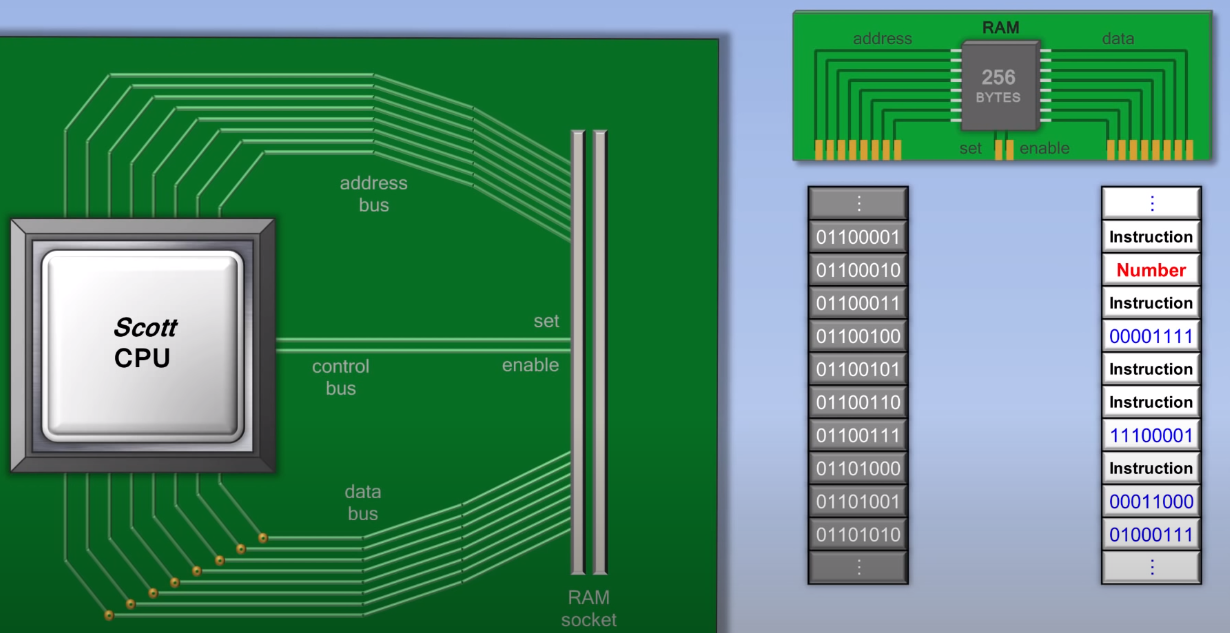 address
bus
Scott
CPU
set
control
bus
enable
data
bus
RAM
socket
RAM
address
data
256
BYTES
set
enable
⋮
⋮
01100001
Instruction
01100010
Number
01100011
Instruction
01100100
00001111
01100101
Instruction
01100110
Instruction
01100111
11100001
01101000
Instruction
01101001
00011000
01101010
01000111
⋮
⋮